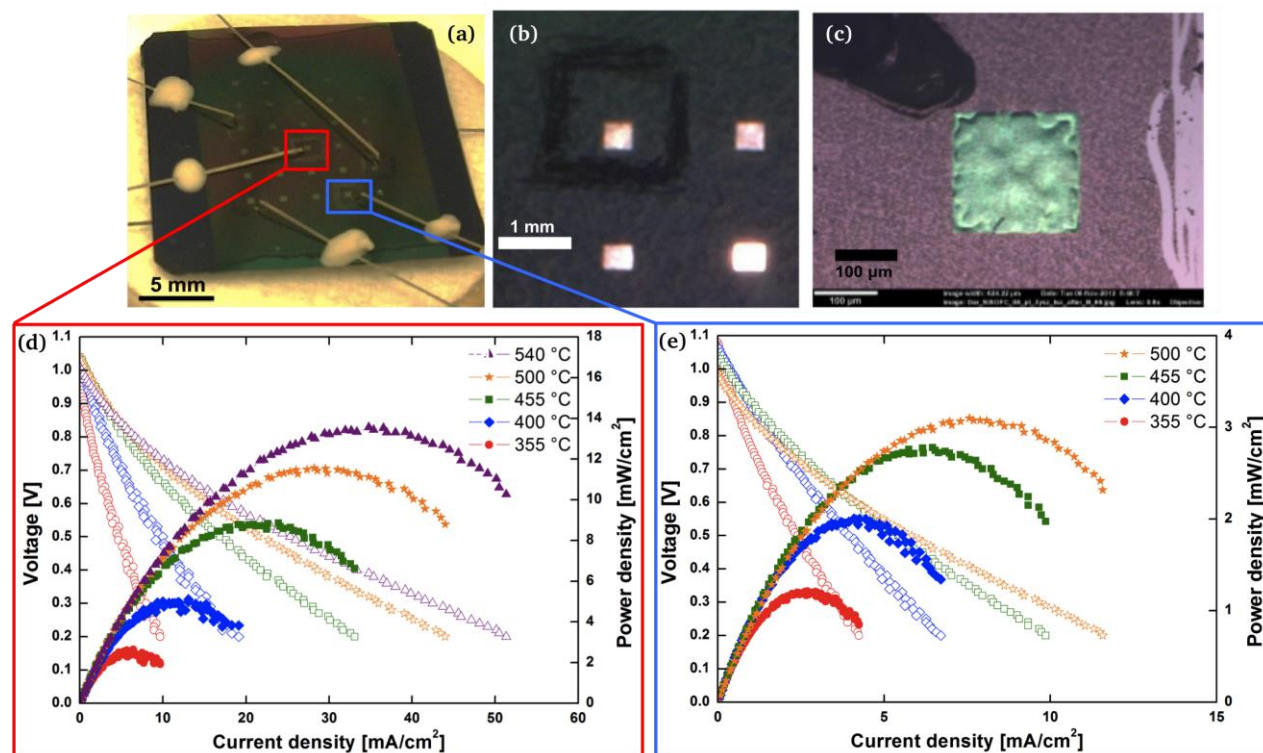 (a)
5 mm
(b)
1 mm
(c)
100 µm
100 µm
(d)
Voltage [V]
1.1
1.0
0.9
0.8
0.7
0.6
0.5
0.4
0.3
0.2
0.1
0.0
540 °C
500 °C
455 °C
400 °C
355 °C
18
16
14
12
10
8
6
4
2
0
Power density [mW/cm²]
0 10 20 30 40 50 60
Current density [mA/cm²]
(e)
Voltage [V]
1.1
1.0
0.9
0.8
0.7
0.6
0.5
0.4
0.3
0.2
0.1
0.0
500 °C
455 °C
400 °C
355 °C
4
3
2
1
0
Power density [mW/cm²]
0 5 10 15
Current density [mA/cm²]